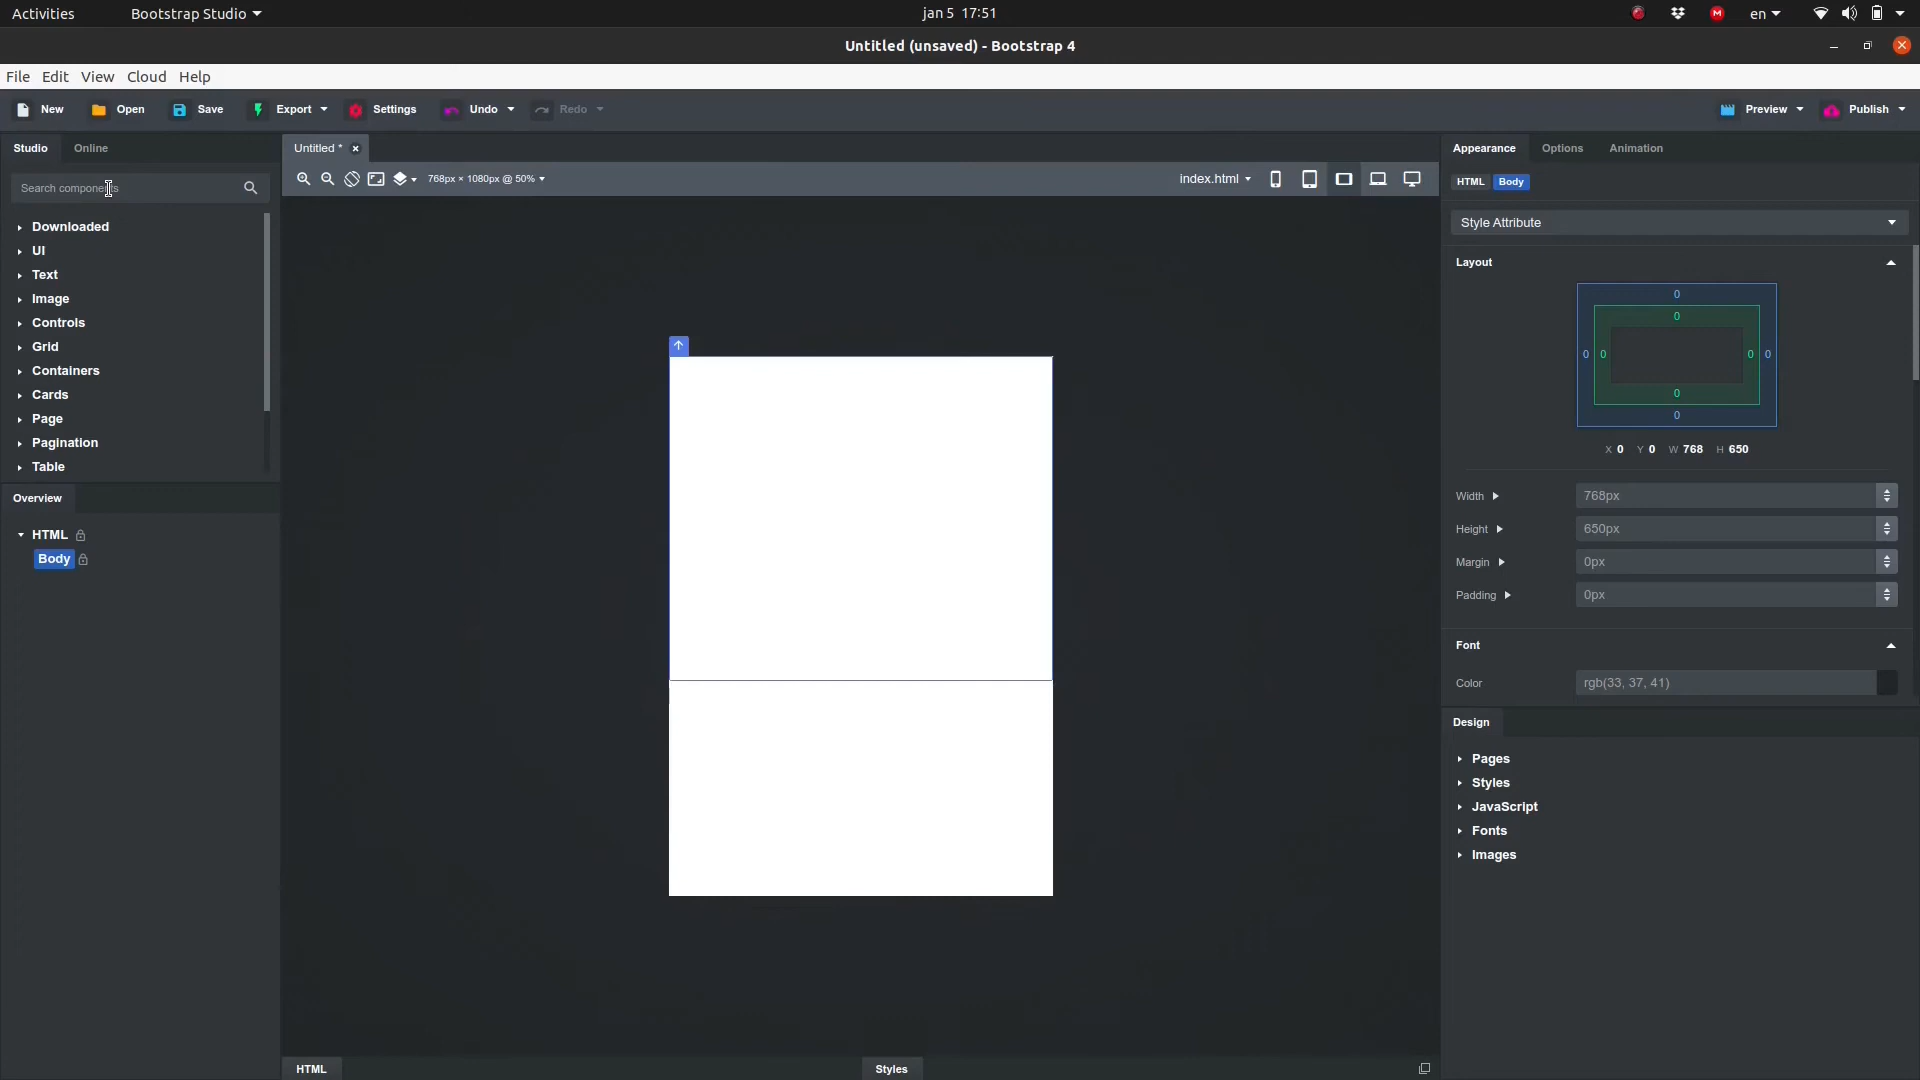 Activities Bootstrap Studio jan 5 17:51 M en
Untitled (unsaved) - Bootstrap 4
File Edit View Cloud Help
New Open Save Export Settings Undo Redo Preview Publish
Studio Online Untitled * Appearance Options Animation
768px × 1080px @ 50% index.html
HTML Body
Search components
Style Attribute
Downloaded
UI
Text
Image
Controls
Grid
Containers
Cards
Page
Pagination
Table
Layout
0
0
0 0 0 0
0
0
X 0 Y 0 W 768 H 650
Width 768px
Height 650px
Margin 0px
Padding 0px
Font
Color rgb(33, 37, 41)
Overview
HTML
Body
Design
Pages
Styles
JavaScript
Fonts
Images
HTML Styles